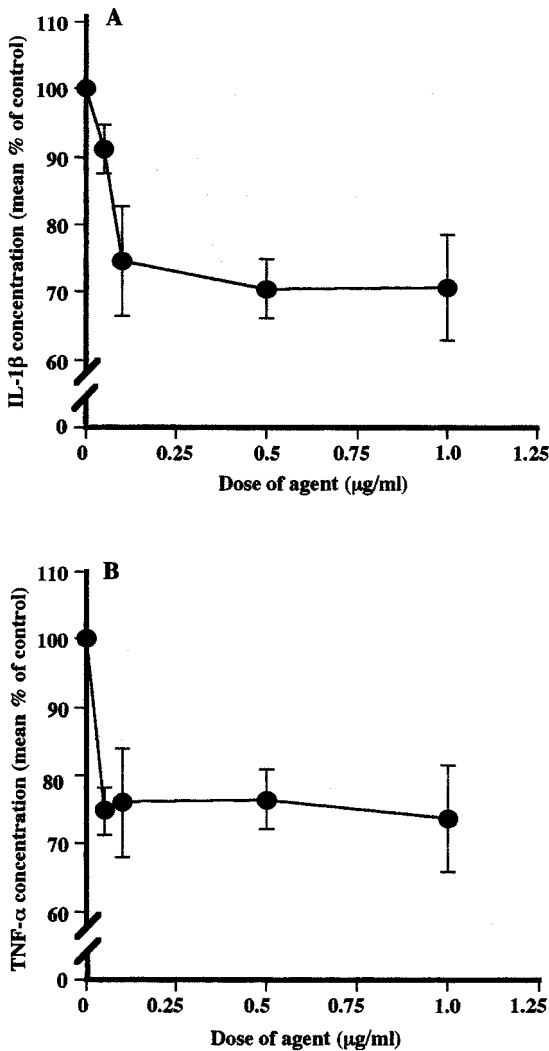 A
IL-1β concentration (mean % of control)
110
100
90
80
70
60
0
0 0.25 0.5 0.75 1.0 1.25
Dose of agent (µg/ml)
B
TNF-α concentration (mean % of control)
110
100
90
80
70
60
0
0 0.25 0.5 0.75 1.0 1.25
Dose of agent (µg/ml)